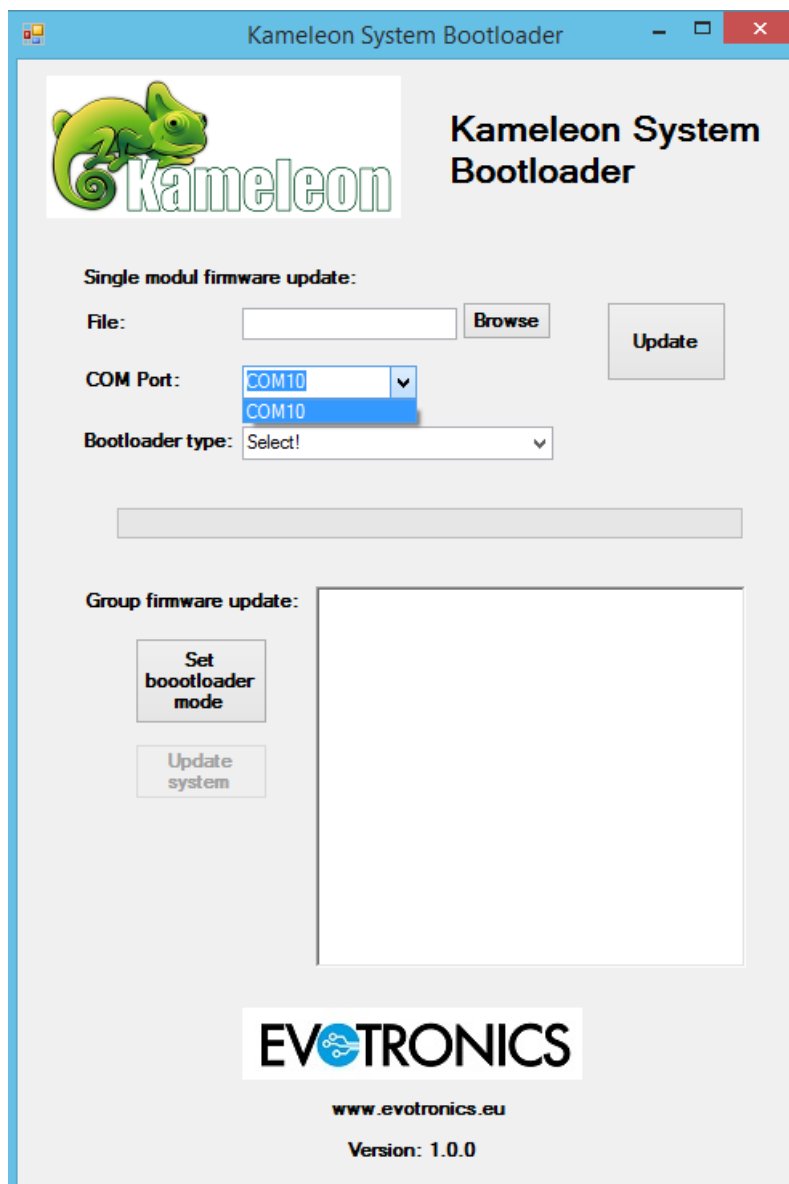 Kameleon System Bootloader
Kameleon
Kameleon System
Bootloader
Single modul firmware update:
File:
Browse
Update
COM Port:
COM10
COM10
Bootloader type:
Select!
Group firmware update:
Set
boootloader
mode
Update
system
EVOTRONICS
www.evotronics.eu
Version: 1.0.0